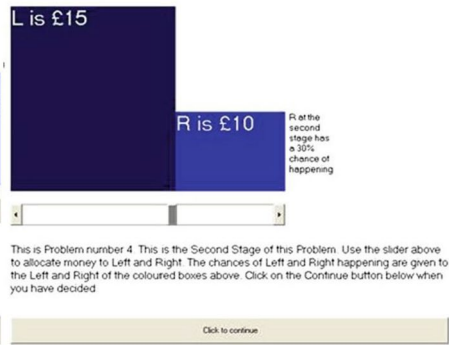 L is £15
R is £10
R at the
second
stage has
a 30%
chance of
happening
This is Problem number 4. This is the Second Stage of this Problem. Use the slider above
to allocate money to Left and Right. The chances of Left and Right happening are given to
the Left and Right of the coloured boxes above. Click on the Continue button below when
you have decided
Click to continue